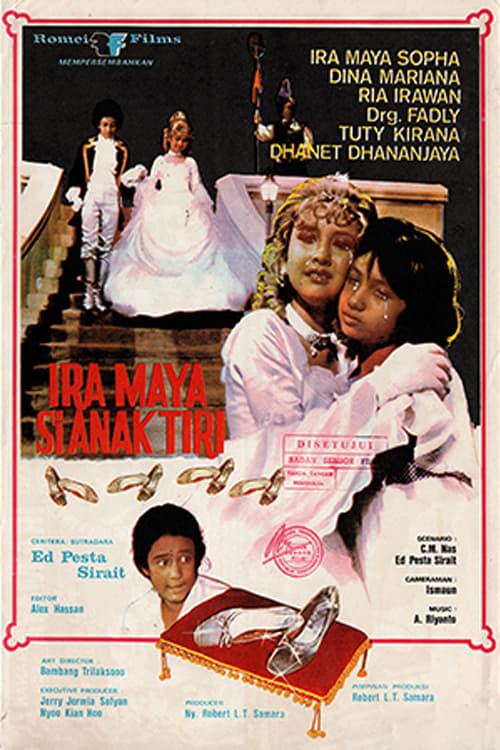 Romei Films
MEMPERSEMBAHKAN
IRA MAYA SOPHA
DINA MARIANA
RIA IRAWAN
Drg. FADLY
TUTY KIRANA
DHANET DHANANJAYA
IRA MAYA
Si ANAK TIRI
DISETUJUI
BADAN SENSOR
CERITERA / SUTRADARA
Ed Pesta
Sirait
EDITOR
Alex Hassan
SCENARIO :
C.M. Nas
Ed Pesta Sirait
CAMERAMAN :
Ismaun
MUSIC :
A. Riyanto
ART DIRECTOR :
Bambang Trilaksono
EXECUTIVE PRODUCER
Jerry Jermia Sofyan
Nyoo Kian Hoo
PRODUCER
Ny. Robert L.T. Samara
PIMPINAN PRODUKSI
Robert L.T. Samara